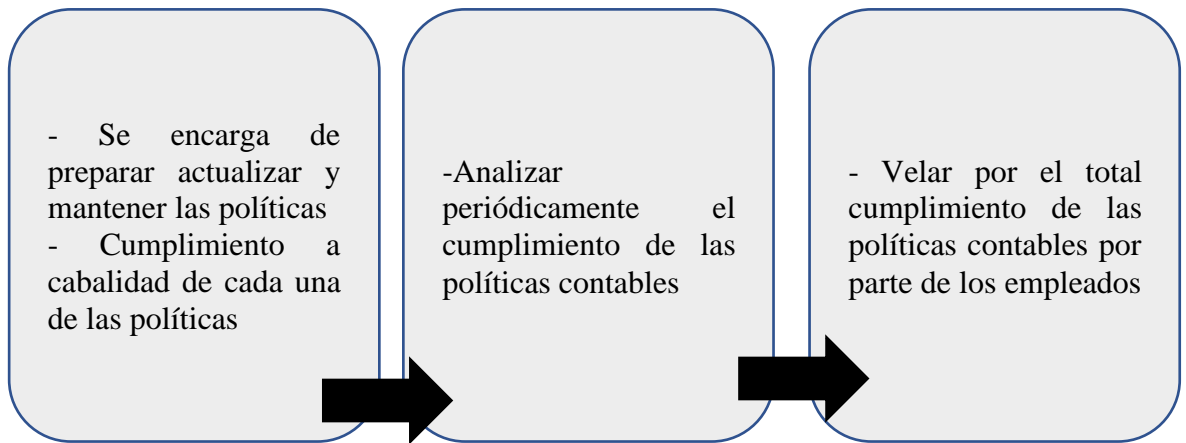 - Se encarga de
preparar actualizar y
mantener las políticas
- Cumplimiento a
cabalidad de cada una
de las políticas
-Analizar
periódicamente el
cumplimiento de las
políticas contables
- Velar por el total
cumplimiento de las
políticas contables por
parte de los empleados